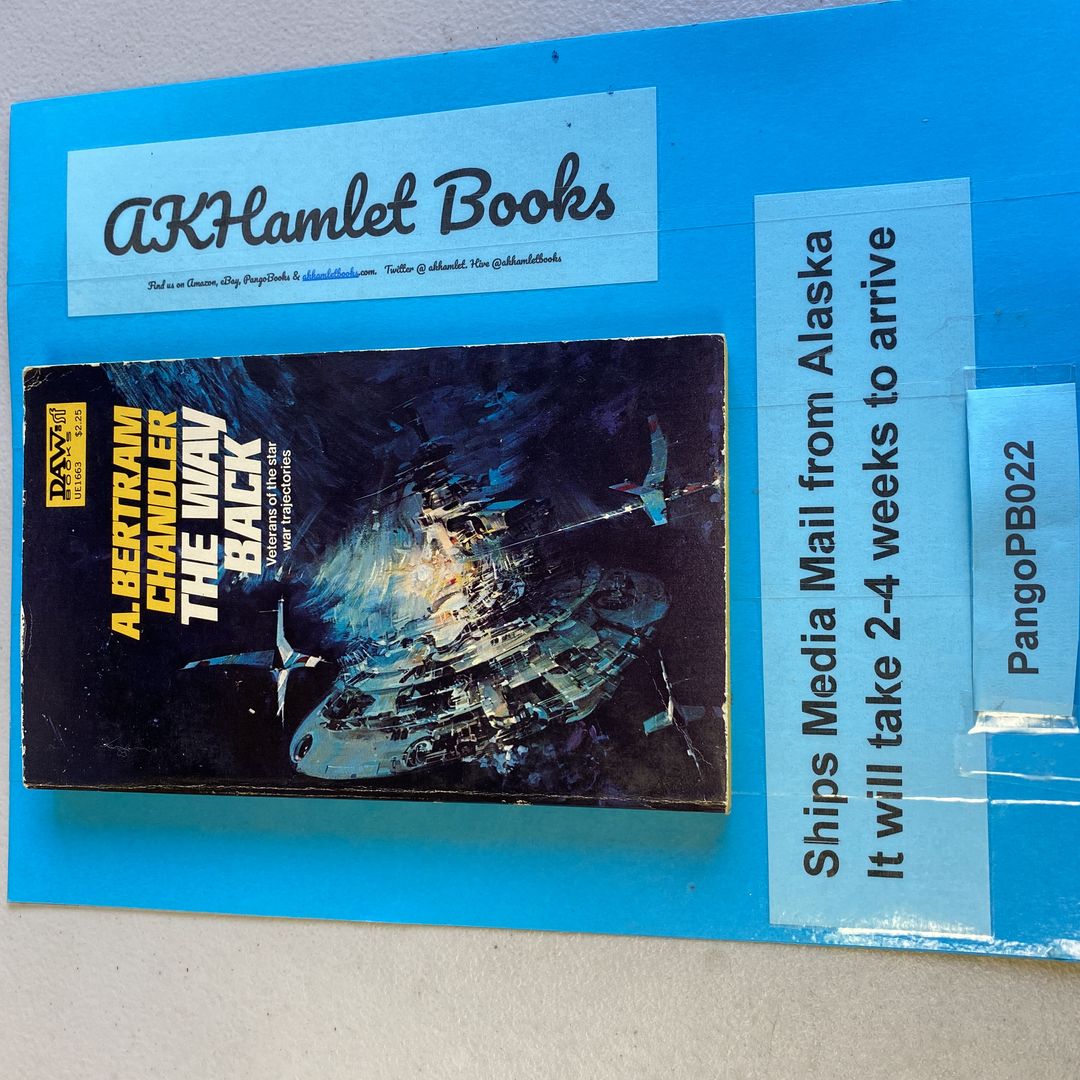 AKHamlet Books
Find us on Amazon, eBay, PangoBooks & akhamletbooks.com. Twitter @ akhamlet. Hive @akhamletbooks
DAW
BOOKS
UE1663 $2.25
A. BERTRAM
CHANDLER
THE WAY
BACK
Veterans of the star
war trajectories
Ships Media Mail from Alaska
It will take 2-4 weeks to arrive
PangoPB022